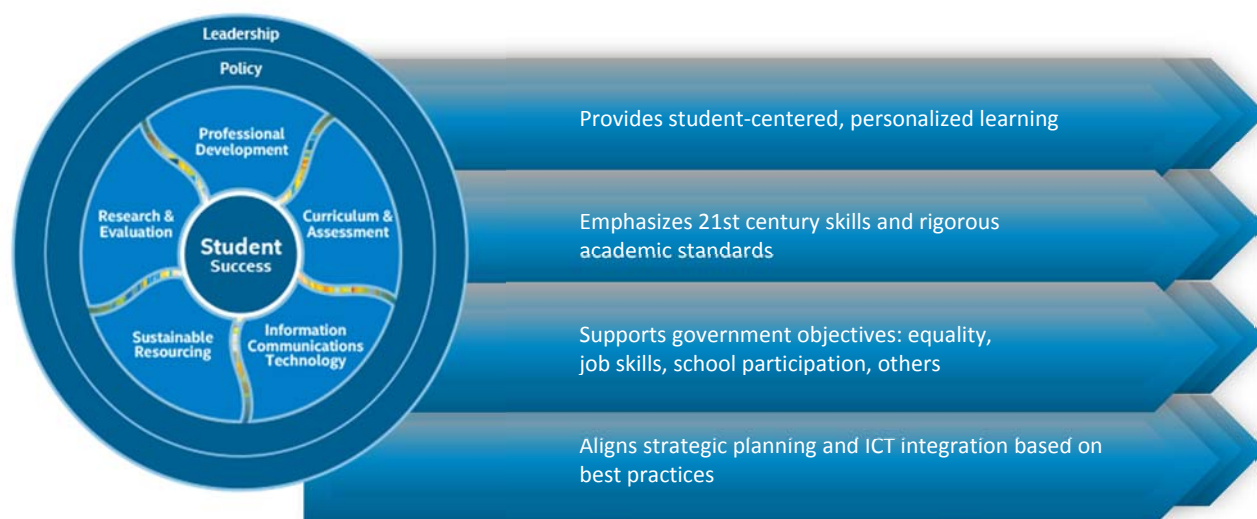 Leadership
Policy
Professional
Development
Research &
Evaluation
Curriculum &
Assessment
Student
Success
Sustainable
Resourcing
Information
Communications
Technology
Provides student-centered, personalized learning
Emphasizes 21st century skills and rigorous
academic standards
Supports government objectives: equality,
job skills, school participation, others
Aligns strategic planning and ICT integration based on
best practices